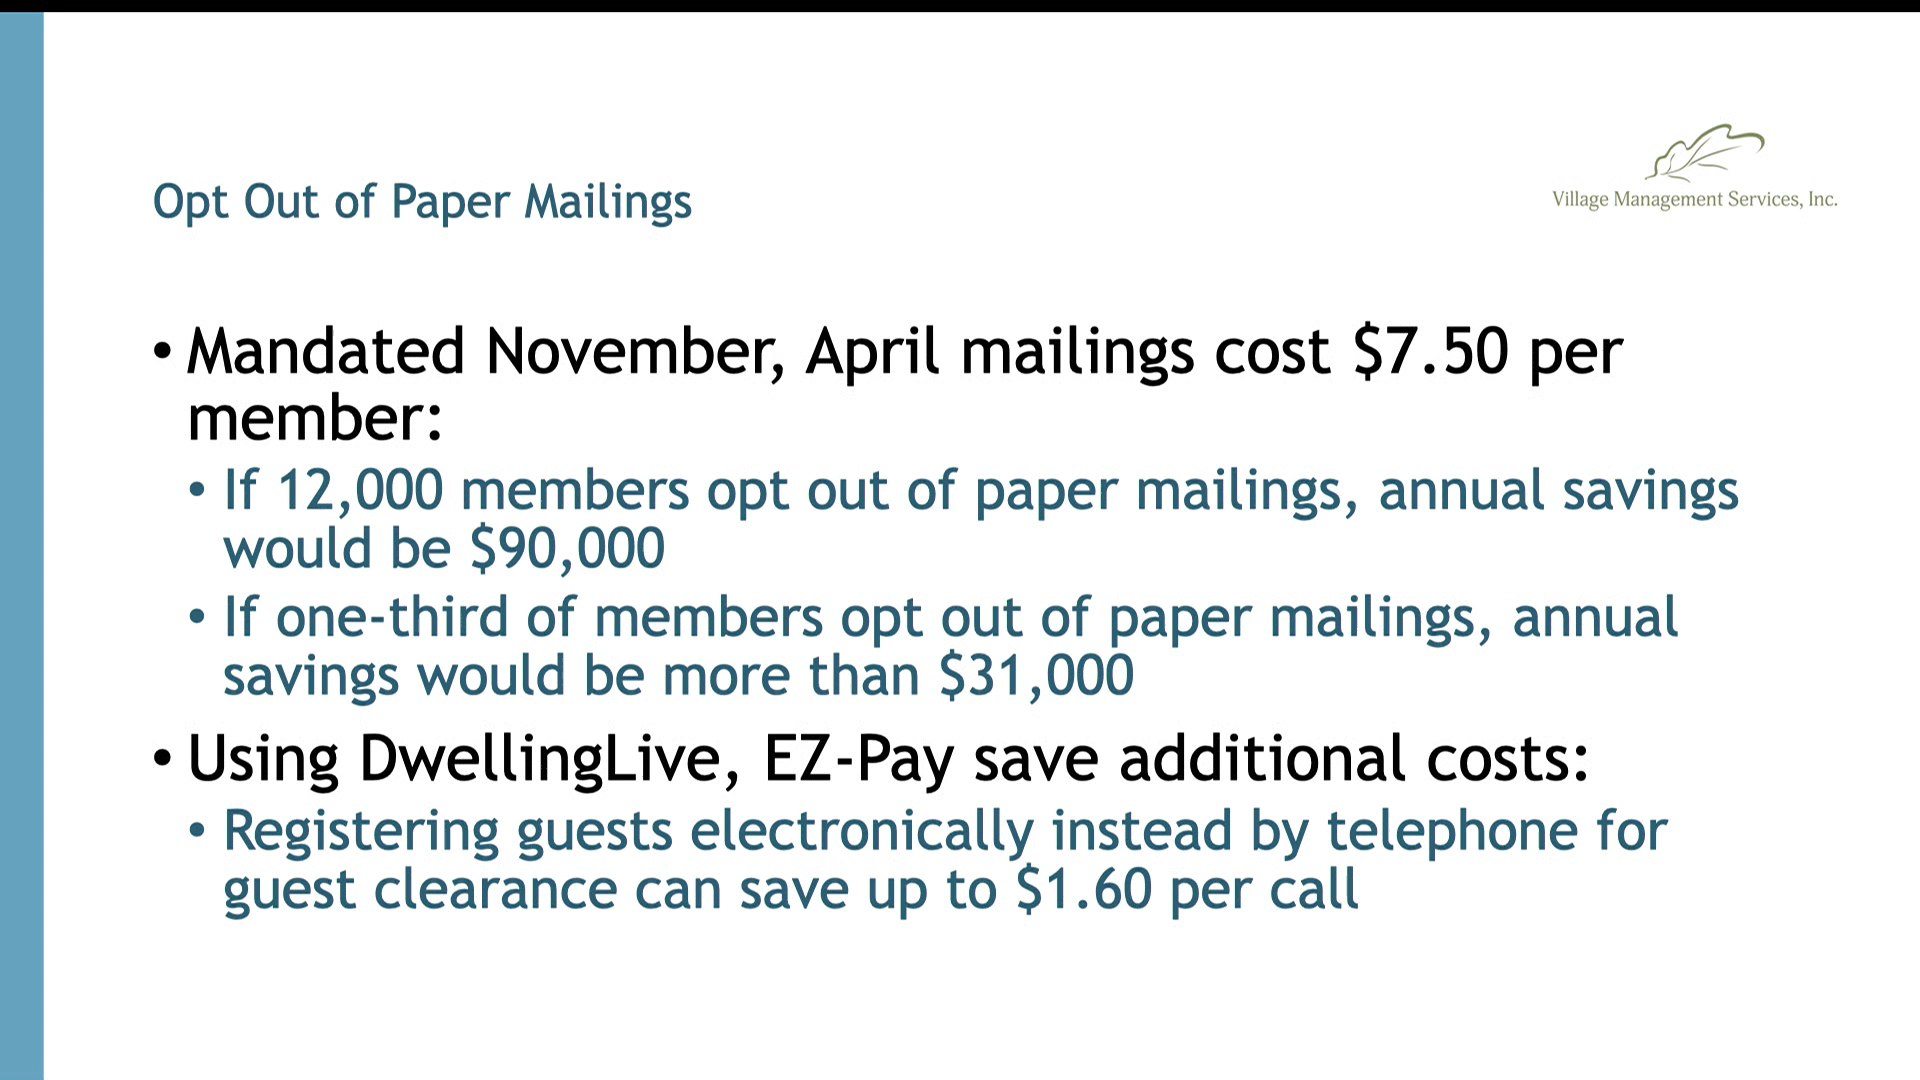 Opt Out of Paper Mailings
Village Management Services, Inc.
• Mandated November, April mailings cost $7.50 per
member:
• If 12,000 members opt out of paper mailings, annual savings
would be $90,000
• If one-third of members opt out of paper mailings, annual
savings would be more than $31,000
• Using DwellingLive, EZ-Pay save additional costs:
• Registering guests electronically instead by telephone for
guest clearance can save up to $1.60 per call